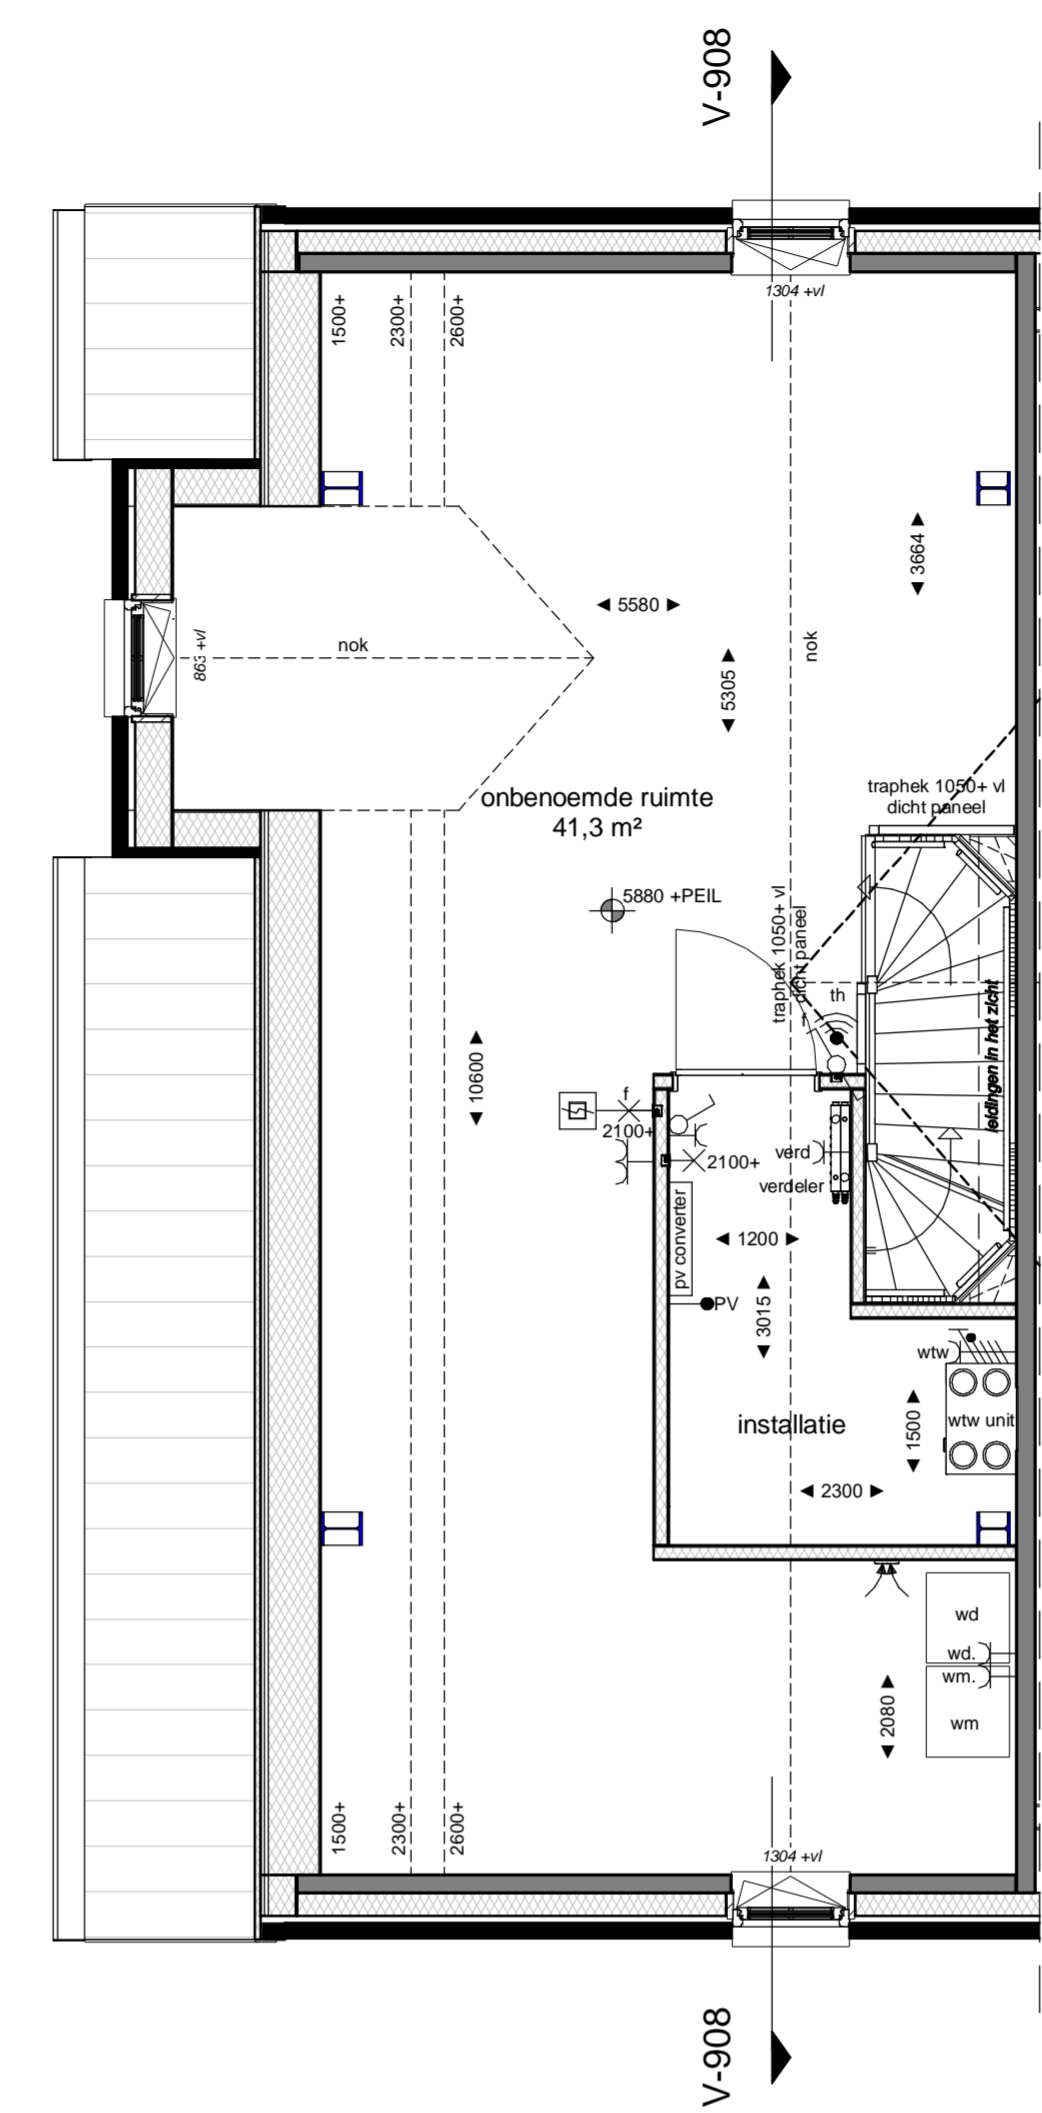 V-908
1304 +vl
1500+
2300+
2600+
3664
5580
nok
nok
863 +vl
5305
traphek 1050+ vl
dicht paneel
onbenoemde ruimte
41,3 m²
5880 +PEIL
traphek 1050+ vl
dicht paneel
th
f
leidingen in het zicht
10600
f
2100+
2100+
verd
verdeler
pv converter
1200
PV
3015
wtw
wtw unit
installatie
1500
2300
wd
wd.
wm.
wm
2080
1500+
2300+
2600+
1304 +vl
V-908